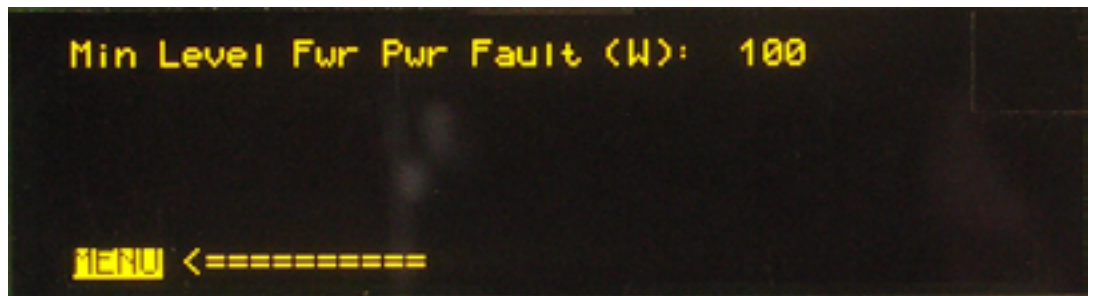 Min Level Fwr Pwr Fault (W): 100
MENU <==========